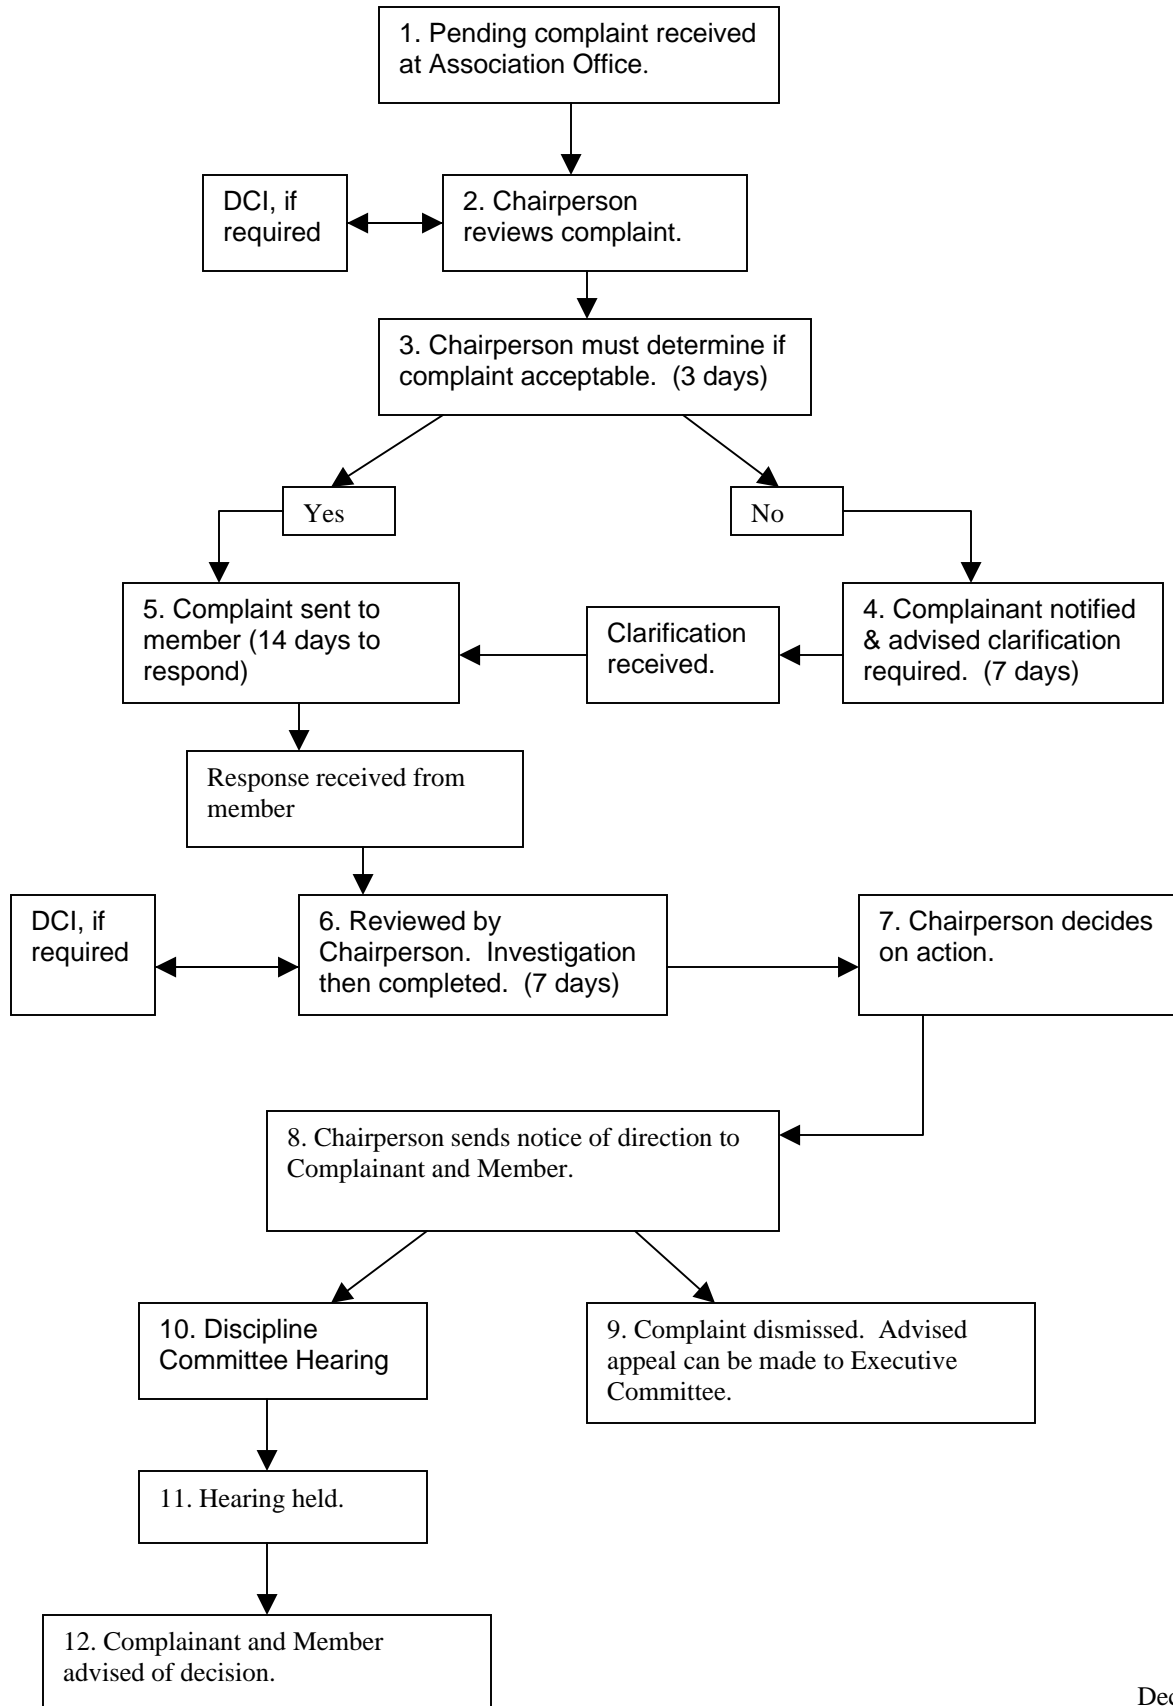 1. Pending complaint received
at Association Office.
DCI, if
required
2. Chairperson
reviews complaint.
3. Chairperson must determine if
complaint acceptable. (3 days)
Yes
No
5. Complaint sent to
member (14 days to
respond)
Clarification
received.
4. Complainant notified
& advised clarification
required. (7 days)
Response received from
member
DCI, if
required
6. Reviewed by
Chairperson. Investigation
then completed. (7 days)
7. Chairperson decides
on action.
8. Chairperson sends notice of direction to
Complainant and Member.
10. Discipline
Committee Hearing
9. Complaint dismissed. Advised
appeal can be made to Executive
Committee.
11. Hearing held.
12. Complainant and Member
advised of decision.